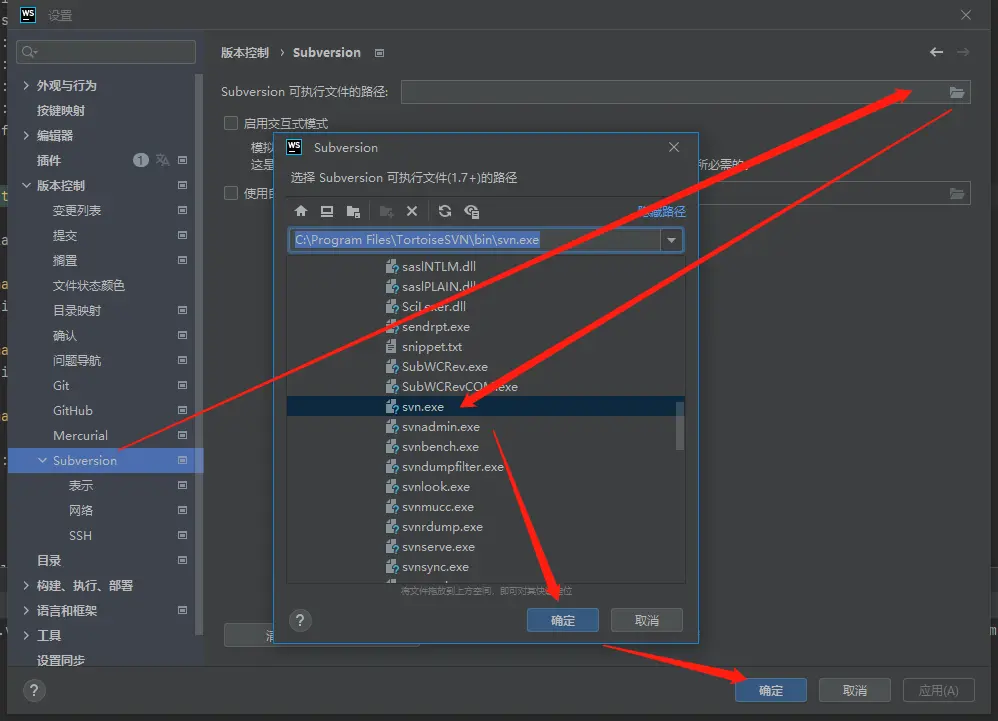 WS 设置
版本控制 › Subversion
外观与行为
按键映射
编辑器
插件 1
版本控制
变更列表
提交
搁置
文件状态颜色
目录映射
确认
问题导航
Git
GitHub
Mercurial
Subversion
表示
网络
SSH
目录
构建、执行、部署
语言和框架
工具
设置同步
?
Subversion 可执行文件的路径:
启用交互式模式
模拟
这是
所必需的。
使用
WS Subversion
选择 Subversion 可执行文件(1.7+)的路径
隐藏路径
C:\Program Files\TortoiseSVN\bin\svn.exe
saslNTLM.dll
saslPLAIN.dll
SciLexer.dll
sendrpt.exe
snippet.txt
SubWCRev.exe
SubWCRevCOM.exe
svn.exe
svnadmin.exe
svnbench.exe
svndumpfilter.exe
svnlook.exe
svnmucc.exe
svnrdump.exe
svnserve.exe
svnsync.exe
将文件拖放到上方空间，即可对其快速定位
?
确定
取消
确定
取消
应用(A)